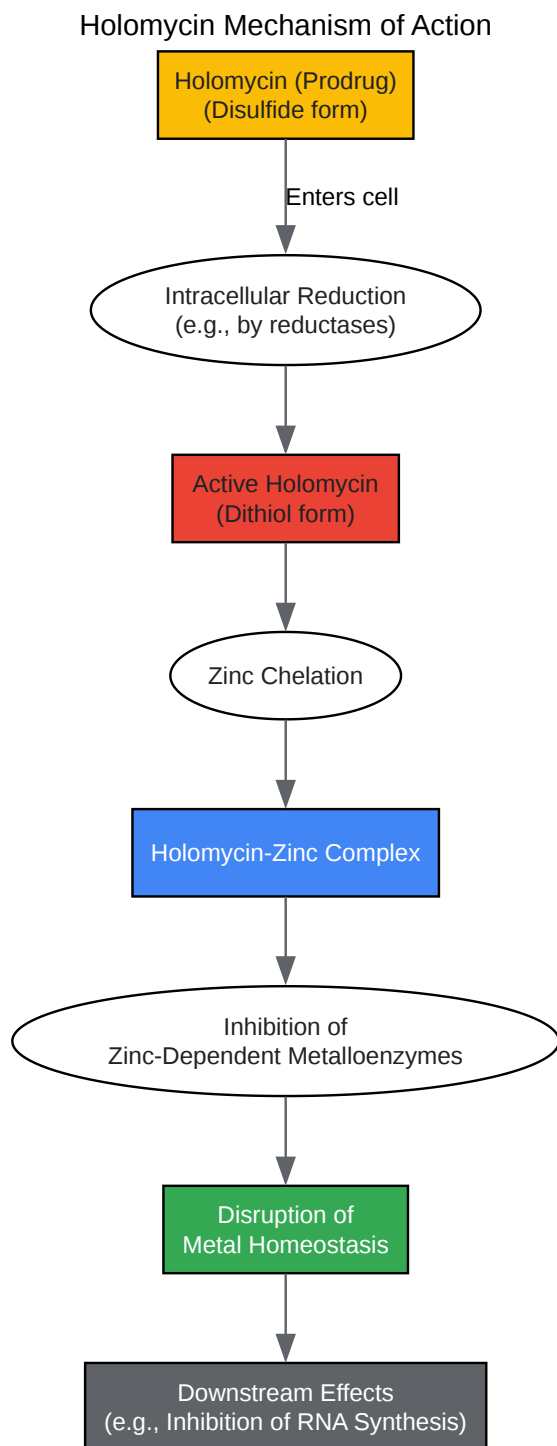 Holomycin Mechanism of Action
Holomycin (Prodrug)
(Disulfide form)
Enters cell
Intracellular Reduction
(e.g., by reductases)
Active Holomycin
(Dithiol form)
Zinc Chelation
Holomycin-Zinc Complex
Inhibition of
Zinc-Dependent Metalloenzymes
Disruption of
Metal Homeostasis
Downstream Effects
(e.g., Inhibition of RNA Synthesis)